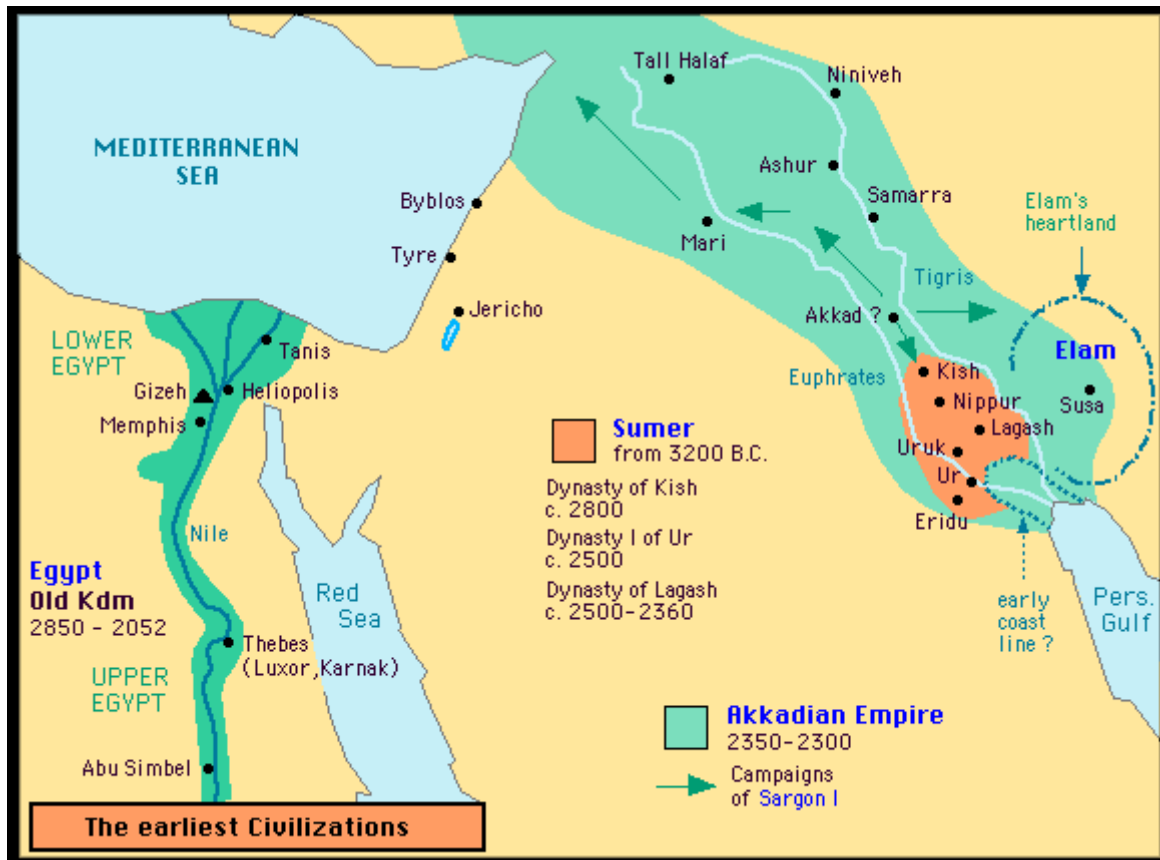 Tall Halaf
Niniveh
MEDITERRANEAN
SEA
Ashur
Samarra
Byblos
Elam's
heartland
Mari
Tyre
Tigris
Jericho
Akkad ?
LOWER
EGYPT
Tanis
Elam
Euphrates
Kish
Gizeh
Heliopolis
Nippur
Susa
Memphis
Sumer
from 3200 B.C.
Lagash
Uruk
Ur
Dynasty of Kish
c. 2800
Eridu
Nile
Dynasty I of Ur
c. 2500
Egypt
Old Kdm
2850 - 2052
Red
Sea
Dynasty of Lagash
c. 2500-2360
early
coast
line ?
Pers.
Gulf
Thebes
(Luxor,Karnak)
UPPER
EGYPT
Akkadian Empire
2350-2300
Abu Simbel
Campaigns
of Sargon I
The earliest Civilizations